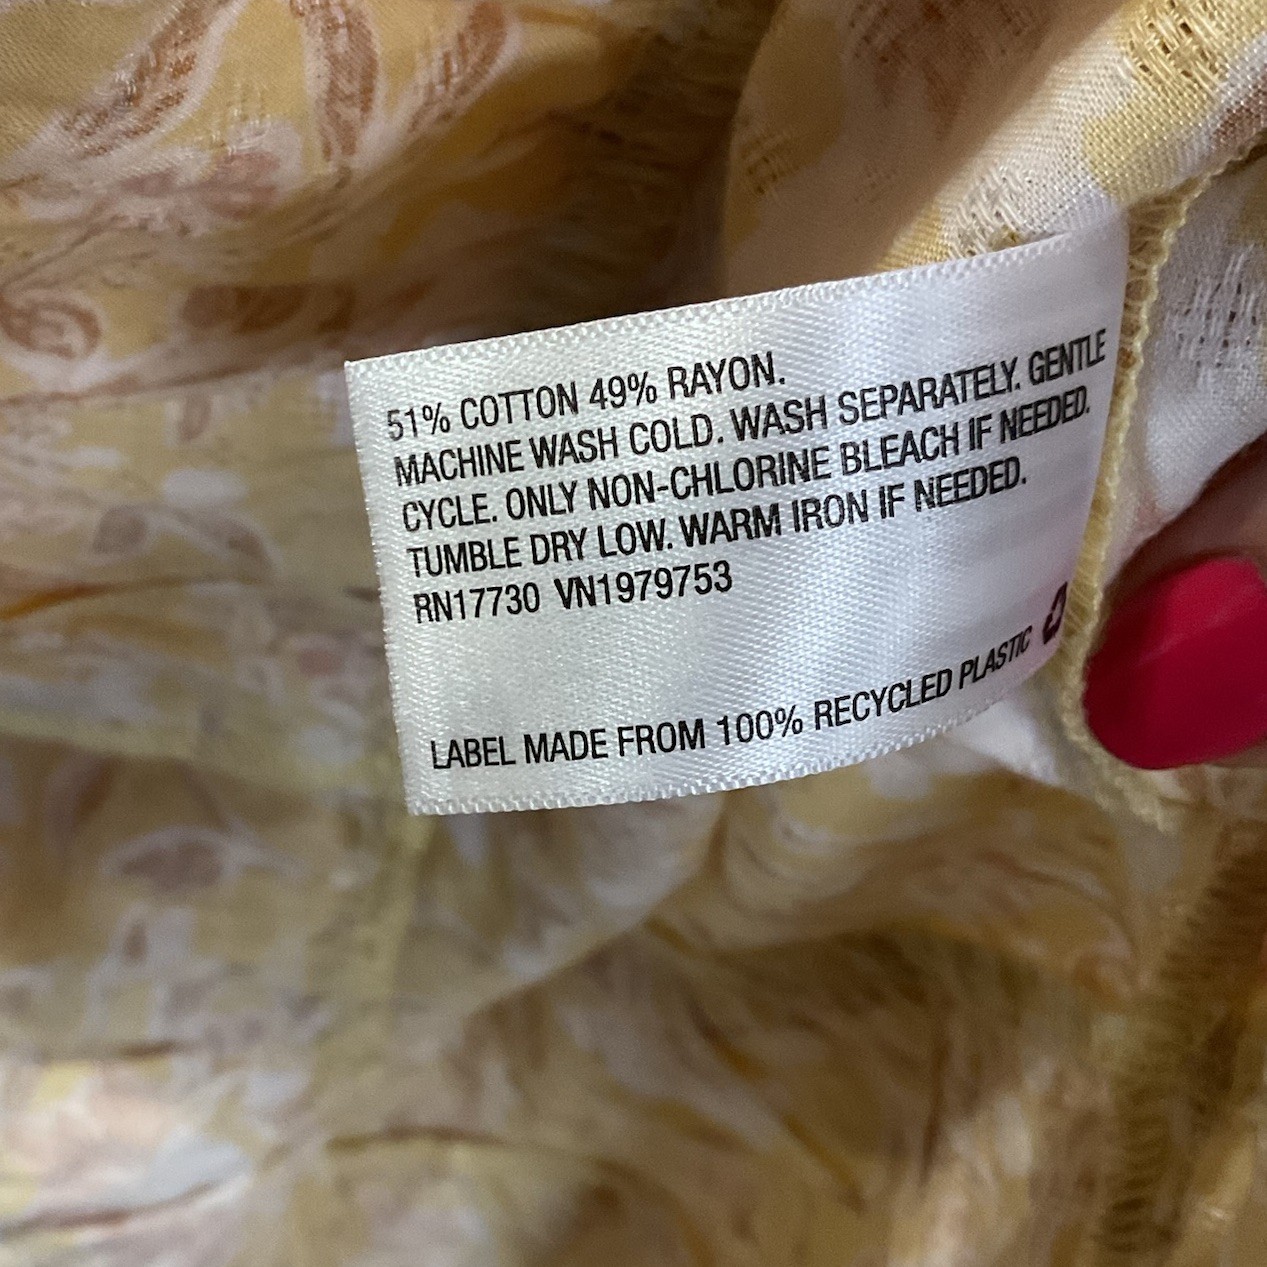 51% COTTON 49% RAYON.
MACHINE WASH COLD. WASH SEPARATELY. GENTLE
CYCLE. ONLY NON-CHLORINE BLEACH IF NEEDED.
TUMBLE DRY LOW. WARM IRON IF NEEDED.
RN17730 VN1979753
LABEL MADE FROM 100% RECYCLED PLASTIC